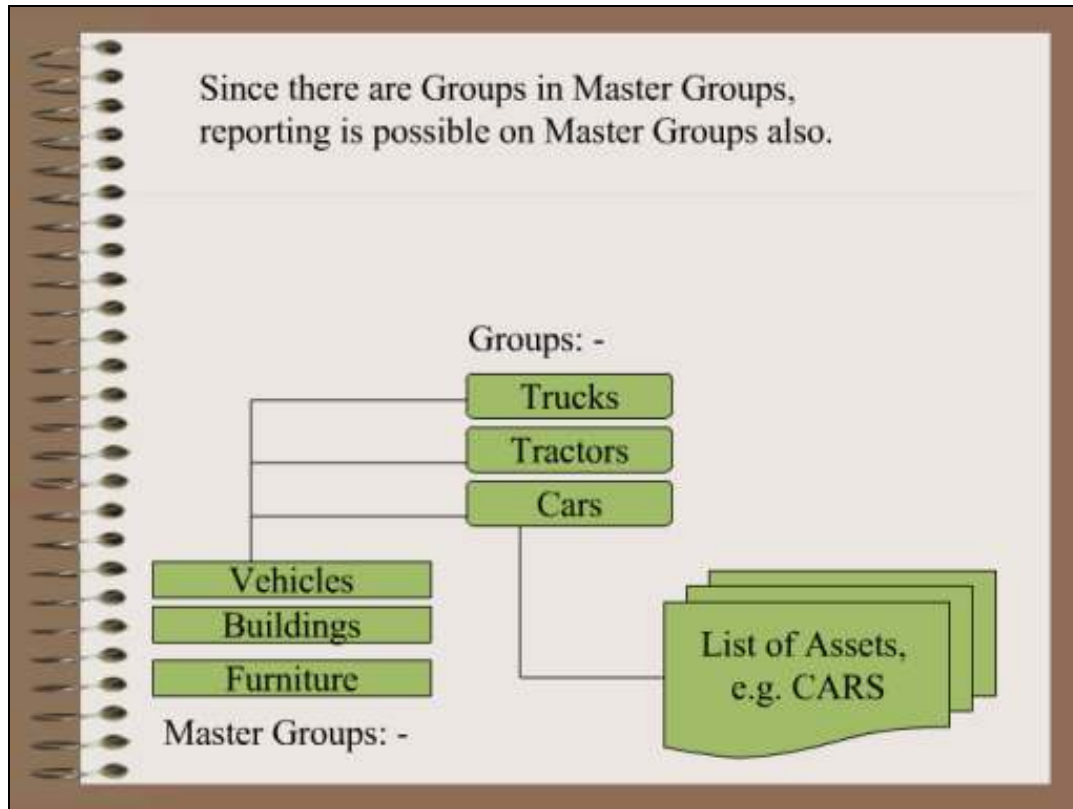 Since there are Groups in Master Groups,
reporting is possible on Master Groups also.
Groups: -
Trucks
Tractors
Cars
Vehicles
Buildings
Furniture
Master Groups: -
List of Assets,
e.g. CARS